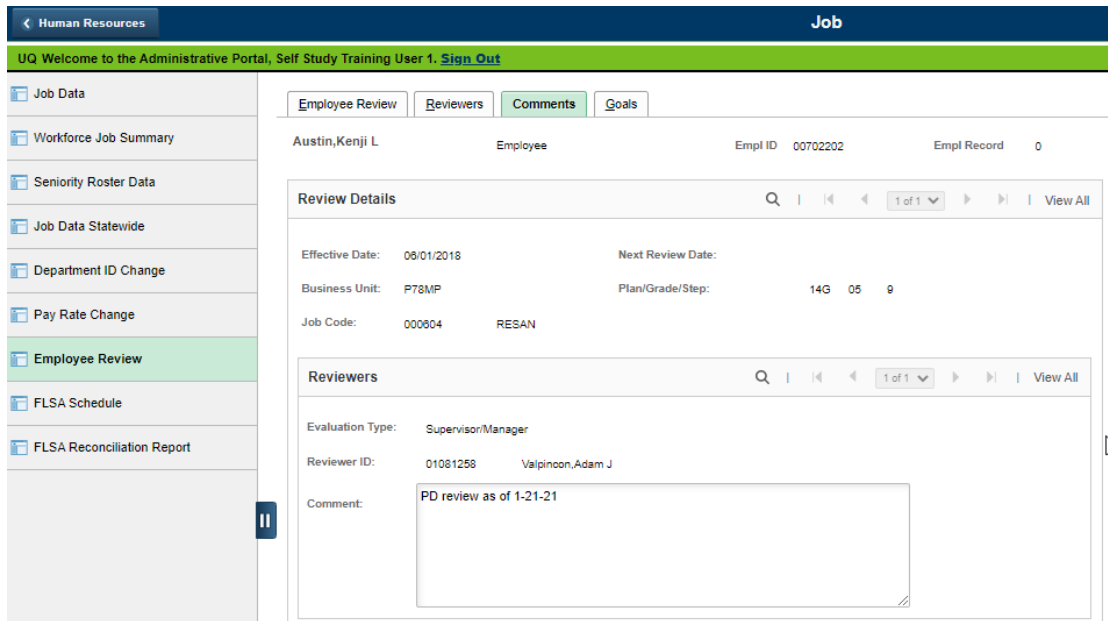 Human Resources
Job
UQ Welcome to the Administrative Portal, Self Study Training User 1. Sign Out
Job Data
Workforce Job Summary
Seniority Roster Data
Job Data Statewide
Department ID Change
Pay Rate Change
Employee Review
FLSA Schedule
FLSA Reconciliation Report
Employee Review Reviewers Comments Goals
Austin,Kenji L Employee Empl ID 00702202 Empl Record 0
Review Details 1 of 1 View All
Effective Date: 06/01/2018 Next Review Date:
Business Unit: P78MP Plan/Grade/Step: 14G 05 9
Job Code: 000604 RESAN
Reviewers 1 of 1 View All
Evaluation Type: Supervisor/Manager
Reviewer ID: 01081258 Valpincon,Adam J
Comment: PD review as of 1-21-21